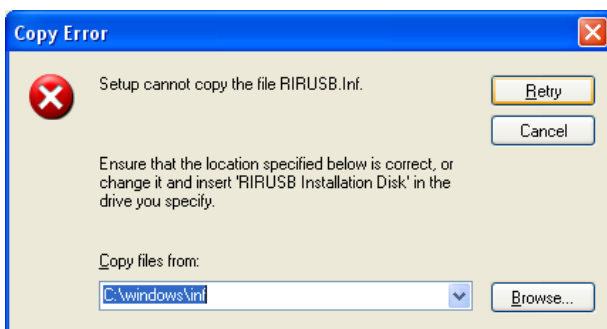 Copy Error
Setup cannot copy the file RIRUSB.Inf.
Retry
Cancel
Ensure that the location specified below is correct, or
change it and insert 'RIRUSB Installation Disk' in the
drive you specify.
Copy files from:
C:\windows\inf
Browse...